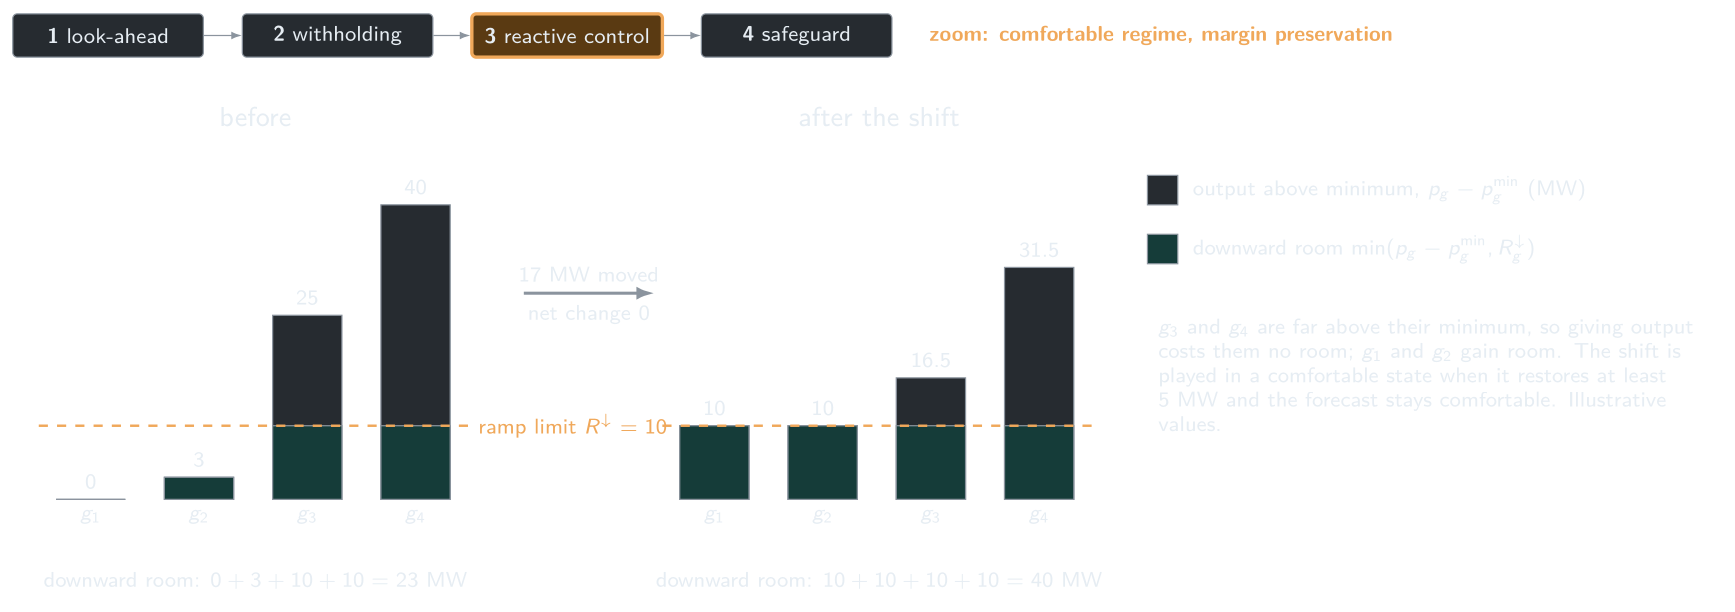 1 look-ahead
2 withholding
3 reactive control
4 safeguard
zoom: comfortable regime, margin preservation
before
after the shift
40
25
3
0
17 MW moved
net change 0
ramp limit R↓ = 10
10
10
16.5
31.5
g₁
g₂
g₃
g₄
g₁
g₂
g₃
g₄
downward room: 0 + 3 + 10 + 10 = 23 MW
downward room: 10 + 10 + 10 + 10 = 40 MW
output above minimum, p_g − p_g^min (MW)
downward room min(p_g − p_g^min, R_g^↓)
g₃ and g₄ are far above their minimum, so giving output
costs them no room; g₁ and g₂ gain room. The shift is
played in a comfortable state when it restores at least
5 MW and the forecast stays comfortable. Illustrative
values.